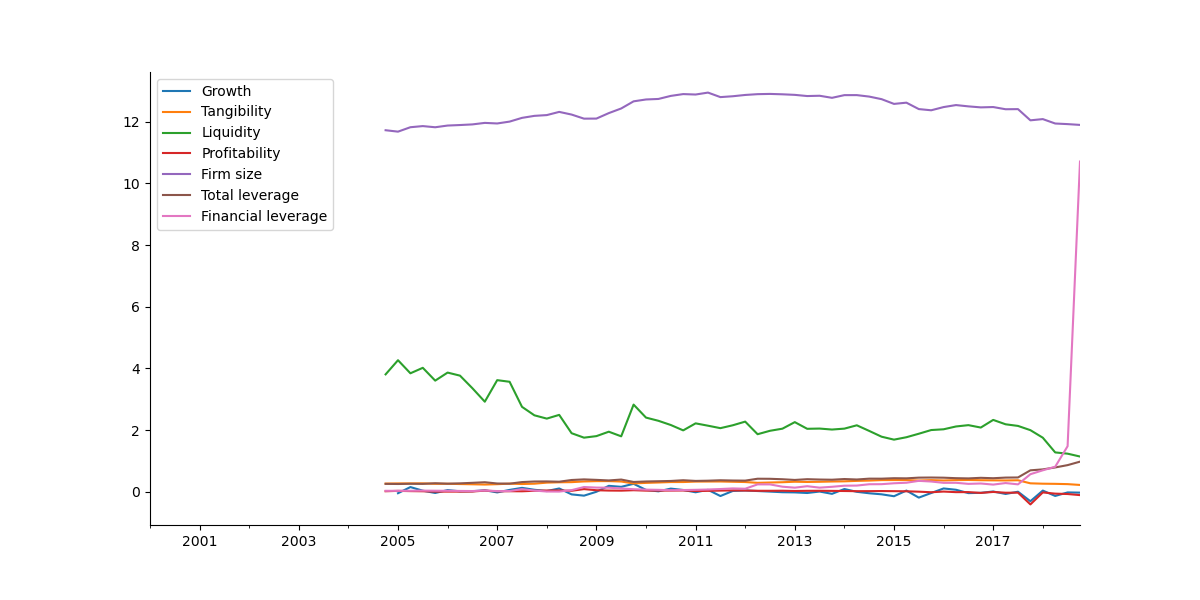 Growth
Tangibility
Liquidity
Profitability
Firm size
Total leverage
Financial leverage
12
10
8
6
4
2
0
2001 2003 2005 2007 2009 2011 2013 2015 2017